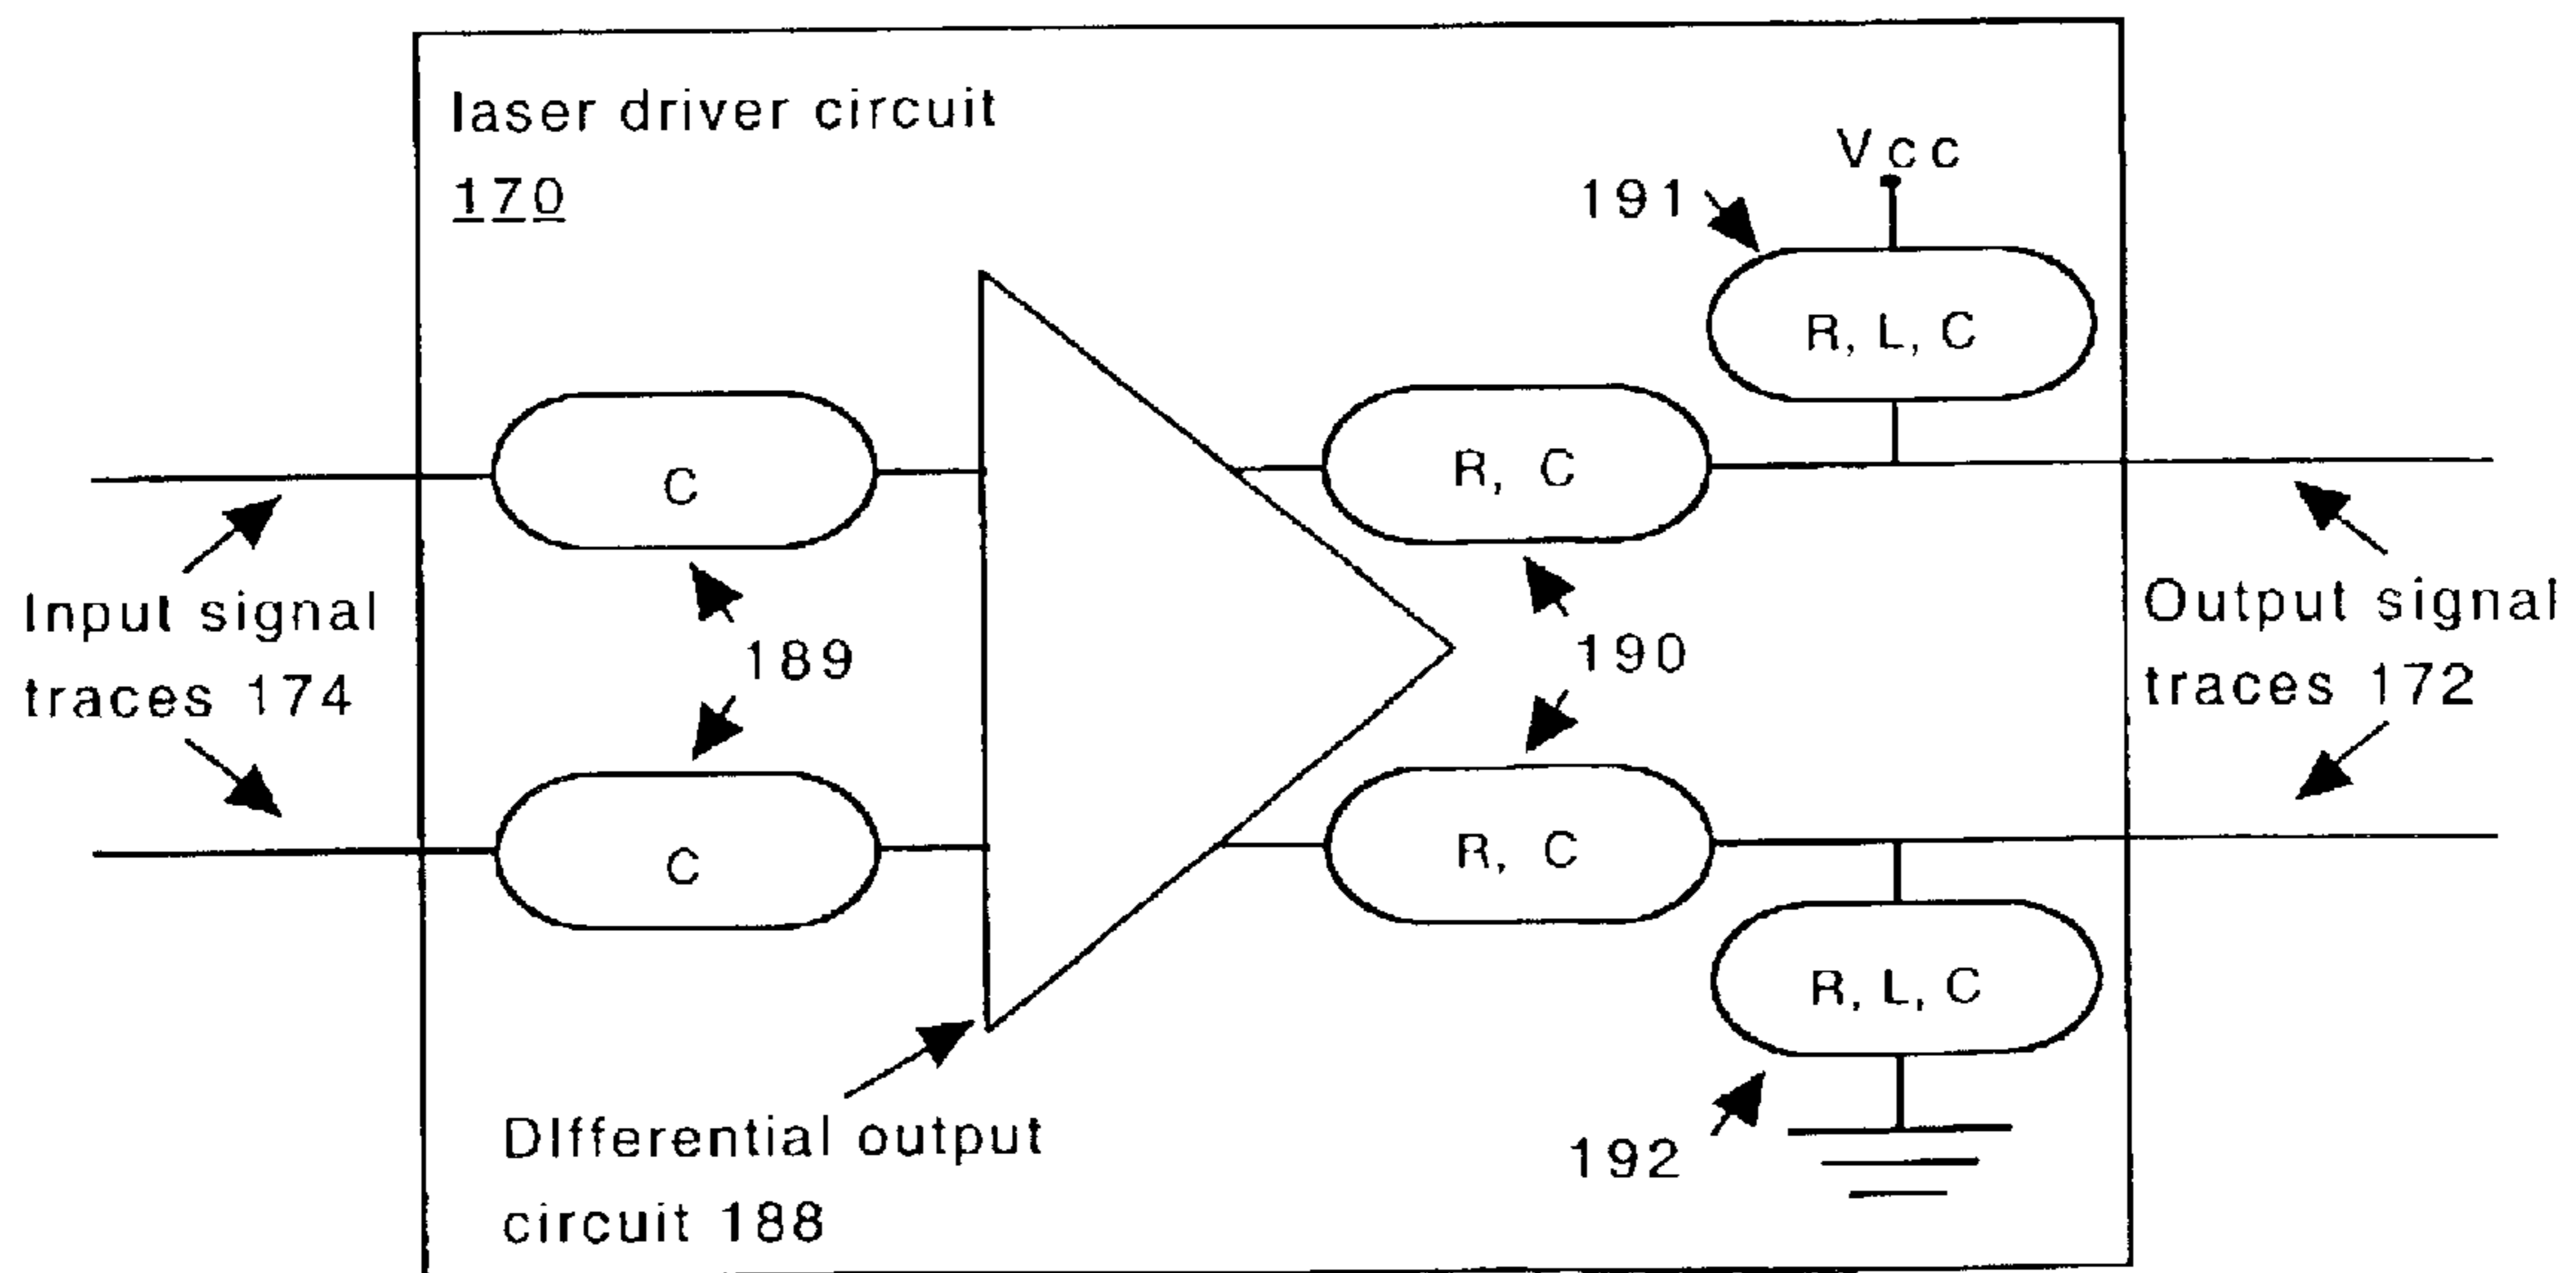 laser driver circuit
170
Vcc
191
R, L, C
C
R, C
Input signal
traces 174
189
190
Output signal
traces 172
C
R, C
R, L, C
DIfferential output
circuit 188
192